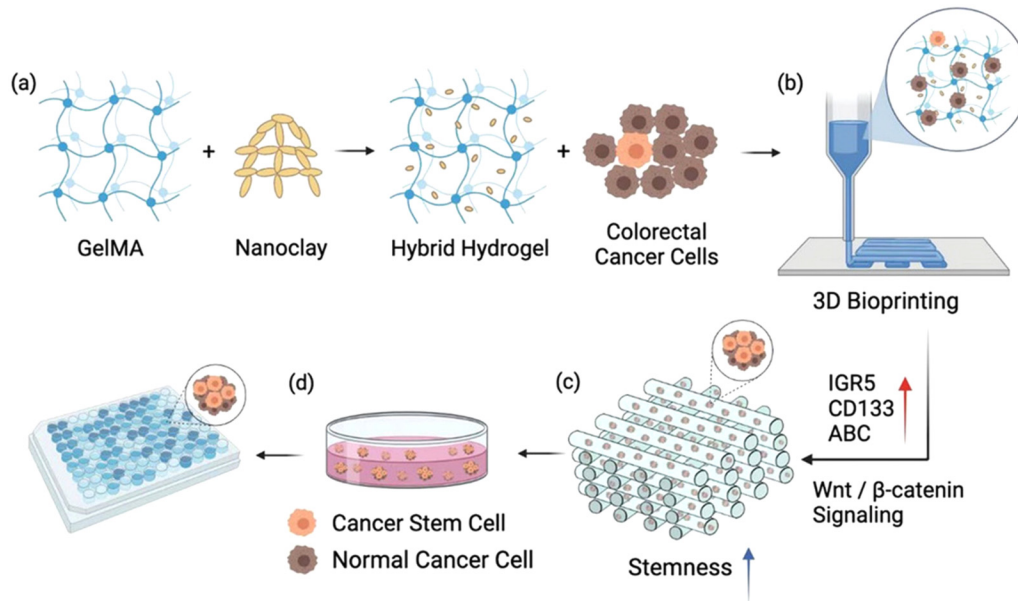 (a)
+
+
(b)
GelMA
Nanoclay
Hybrid Hydrogel
Colorectal
Cancer Cells
3D Bioprinting
IGR5
CD133
ABC
Wnt / β-catenin
Signaling
(c)
(d)
Cancer Stem Cell
Normal Cancer Cell
Stemness